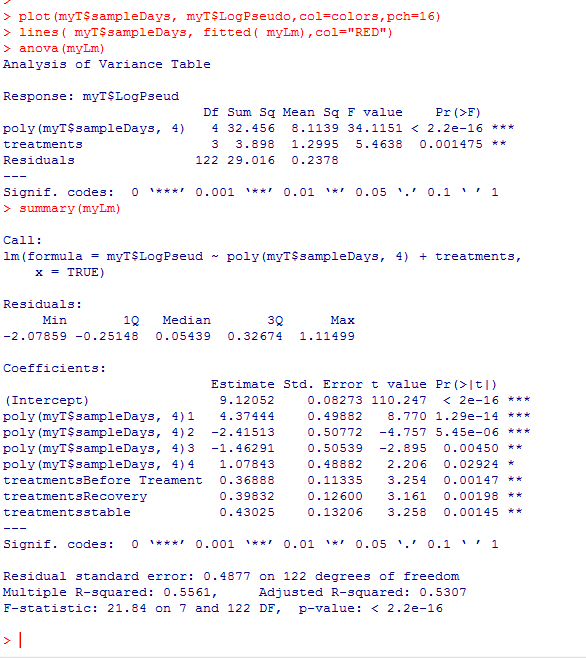 > plot(myT$sampleDays, myT$LogPseudo,col=colors,pch=16)
> lines( myT$sampleDays, fitted( myLm),col="RED")
> anova(myLm)
Analysis of Variance Table
Response: myT$LogPseud
Df Sum Sq Mean Sq F value Pr(>F)
poly(myT$sampleDays, 4) 4 32.456 8.1139 34.1151 < 2.2e-16 ***
treatments 3 3.898 1.2995 5.4638 0.001475 **
Residuals 122 29.016 0.2378
---
Signif. codes: 0 ‘***’ 0.001 ‘**’ 0.01 ‘*’ 0.05 ‘.’ 0.1 ‘ ’ 1
> summary(myLm)
Call:
lm(formula = myT$LogPseud ~ poly(myT$sampleDays, 4) + treatments,
x = TRUE)
Residuals:
Min 1Q Median 3Q Max
-2.07859 -0.25148 0.05439 0.32674 1.11499
Coefficients:
Estimate Std. Error t value Pr(>|t|)
(Intercept) 9.12052 0.08273 110.247 < 2e-16 ***
poly(myT$sampleDays, 4)1 4.37444 0.49882 8.770 1.29e-14 ***
poly(myT$sampleDays, 4)2 -2.41513 0.50772 -4.757 5.45e-06 ***
poly(myT$sampleDays, 4)3 -1.46291 0.50539 -2.895 0.00450 **
poly(myT$sampleDays, 4)4 1.07843 0.48882 2.206 0.02924 *
treatmentsBefore Treament 0.36888 0.11335 3.254 0.00147 **
treatmentsRecovery 0.39832 0.12600 3.161 0.00198 **
treatmentsstable 0.43025 0.13206 3.258 0.00145 **
---
Signif. codes: 0 ‘***’ 0.001 ‘**’ 0.01 ‘*’ 0.05 ‘.’ 0.1 ‘ ’ 1
Residual standard error: 0.4877 on 122 degrees of freedom
Multiple R-squared: 0.5561, Adjusted R-squared: 0.5307
F-statistic: 21.84 on 7 and 122 DF, p-value: < 2.2e-16
>